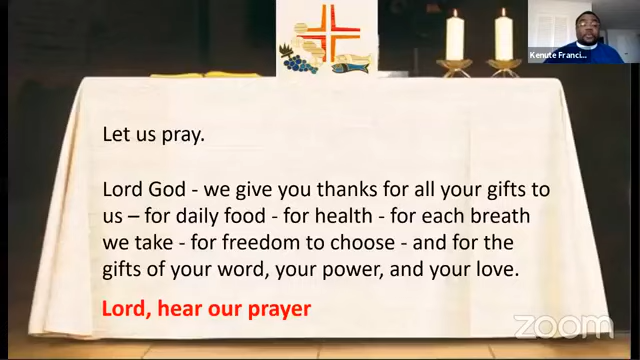 Kenute Franci...
Let us pray.
Lord God - we give you thanks for all your gifts to
us – for daily food - for health - for each breath
we take - for freedom to choose - and for the
gifts of your word, your power, and your love.
Lord, hear our prayer
zoom